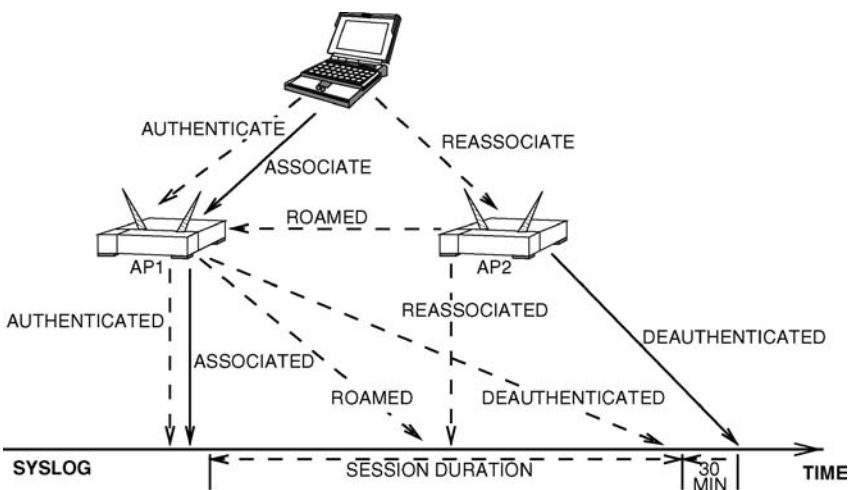 AUTHENTICATE
REASSOCIATE
ASSOCIATE
ROAMED
AP1
AP2
AUTHENTICATED
REASSOCIATED
DEAUTHENTICATED
ASSOCIATED
ROAMED
DEAUTHENTICATED
SYSLOG
SESSION DURATION
30
MIN
TIME